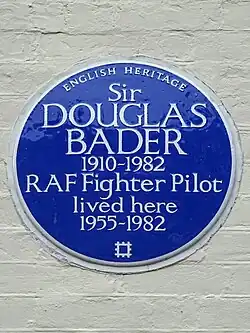 ENGLISH HERITAGE
Sir
DOUGLAS
BADER
1910-1982
RAF Fighter Pilot
lived here
1955-1982